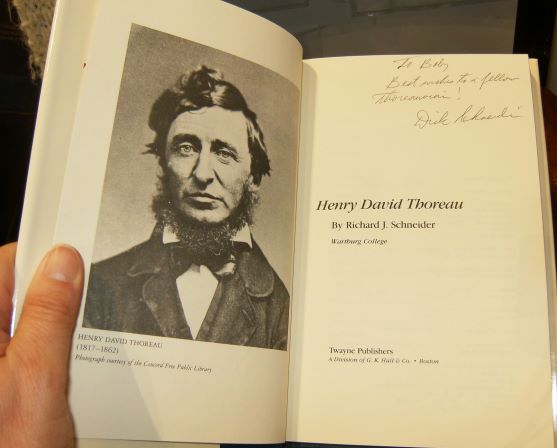 HENRY DAVID THOREAU
(1817–1862)
Photograph courtesy of the Concord Free Public Library
To Boby
Best wishes to a fellow
Thoreauvian!
Dick Schneider
Henry David Thoreau
By Richard J. Schneider
Wartburg College
Twayne Publishers
A Division of G. K. Hall & Co. • Boston